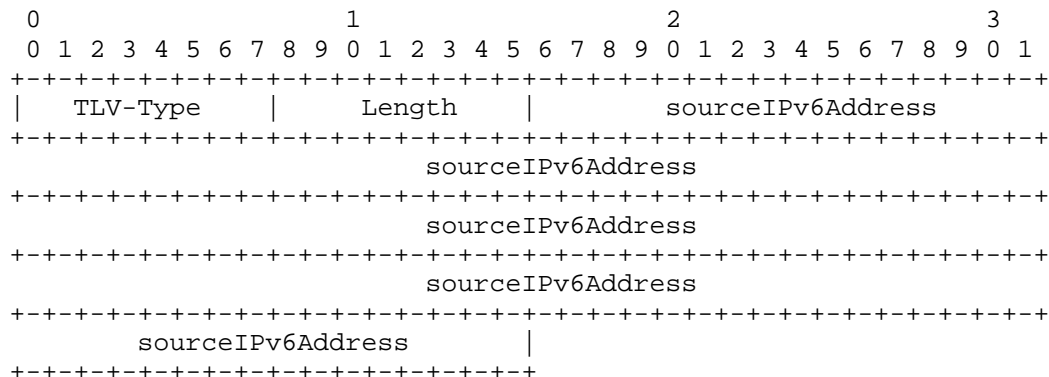 0                   1                   2                   3
 0 1 2 3 4 5 6 7 8 9 0 1 2 3 4 5 6 7 8 9 0 1 2 3 4 5 6 7 8 9 0 1
+-+-+-+-+-+-+-+-+-+-+-+-+-+-+-+-+-+-+-+-+-+-+-+-+-+-+-+-+-+-+-+-+
|   TLV-Type    |     Length    |        sourceIPv6Address
+-+-+-+-+-+-+-+-+-+-+-+-+-+-+-+-+-+-+-+-+-+-+-+-+-+-+-+-+-+-+-+-+
                          sourceIPv6Address
+-+-+-+-+-+-+-+-+-+-+-+-+-+-+-+-+-+-+-+-+-+-+-+-+-+-+-+-+-+-+-+-+
                          sourceIPv6Address
+-+-+-+-+-+-+-+-+-+-+-+-+-+-+-+-+-+-+-+-+-+-+-+-+-+-+-+-+-+-+-+-+
                          sourceIPv6Address
+-+-+-+-+-+-+-+-+-+-+-+-+-+-+-+-+-+-+-+-+-+-+-+-+-+-+-+-+-+-+-+-+
        sourceIPv6Address       |
+-+-+-+-+-+-+-+-+-+-+-+-+-+-+-+-+